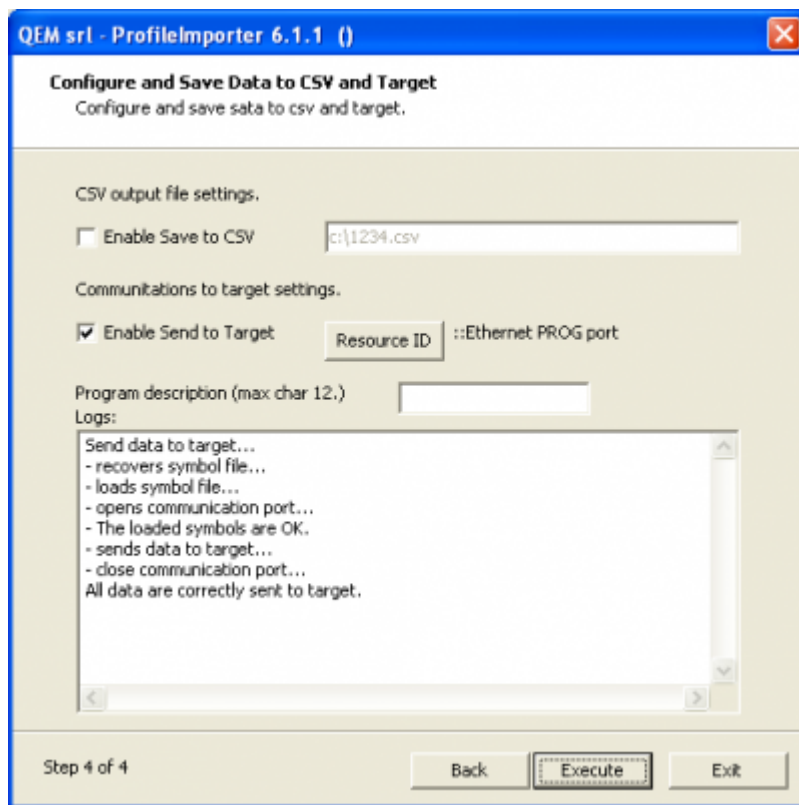 QEM srl - ProfileImporter 6.1.1 ()
Configure and Save Data to CSV and Target
Configure and save sata to csv and target.
CSV output file settings.
Enable Save to CSV
c:\1234.csv
Communitations to target settings.
Enable Send to Target
Resource ID
::Ethernet PROG port
Program description (max char 12.)
Logs:
Send data to target...
- recovers symbol file...
- loads symbol file...
- opens communication port...
- The loaded symbols are OK.
- sends data to target...
- close communication port...
All data are correctly sent to target.
Step 4 of 4
Back
Execute
Exit